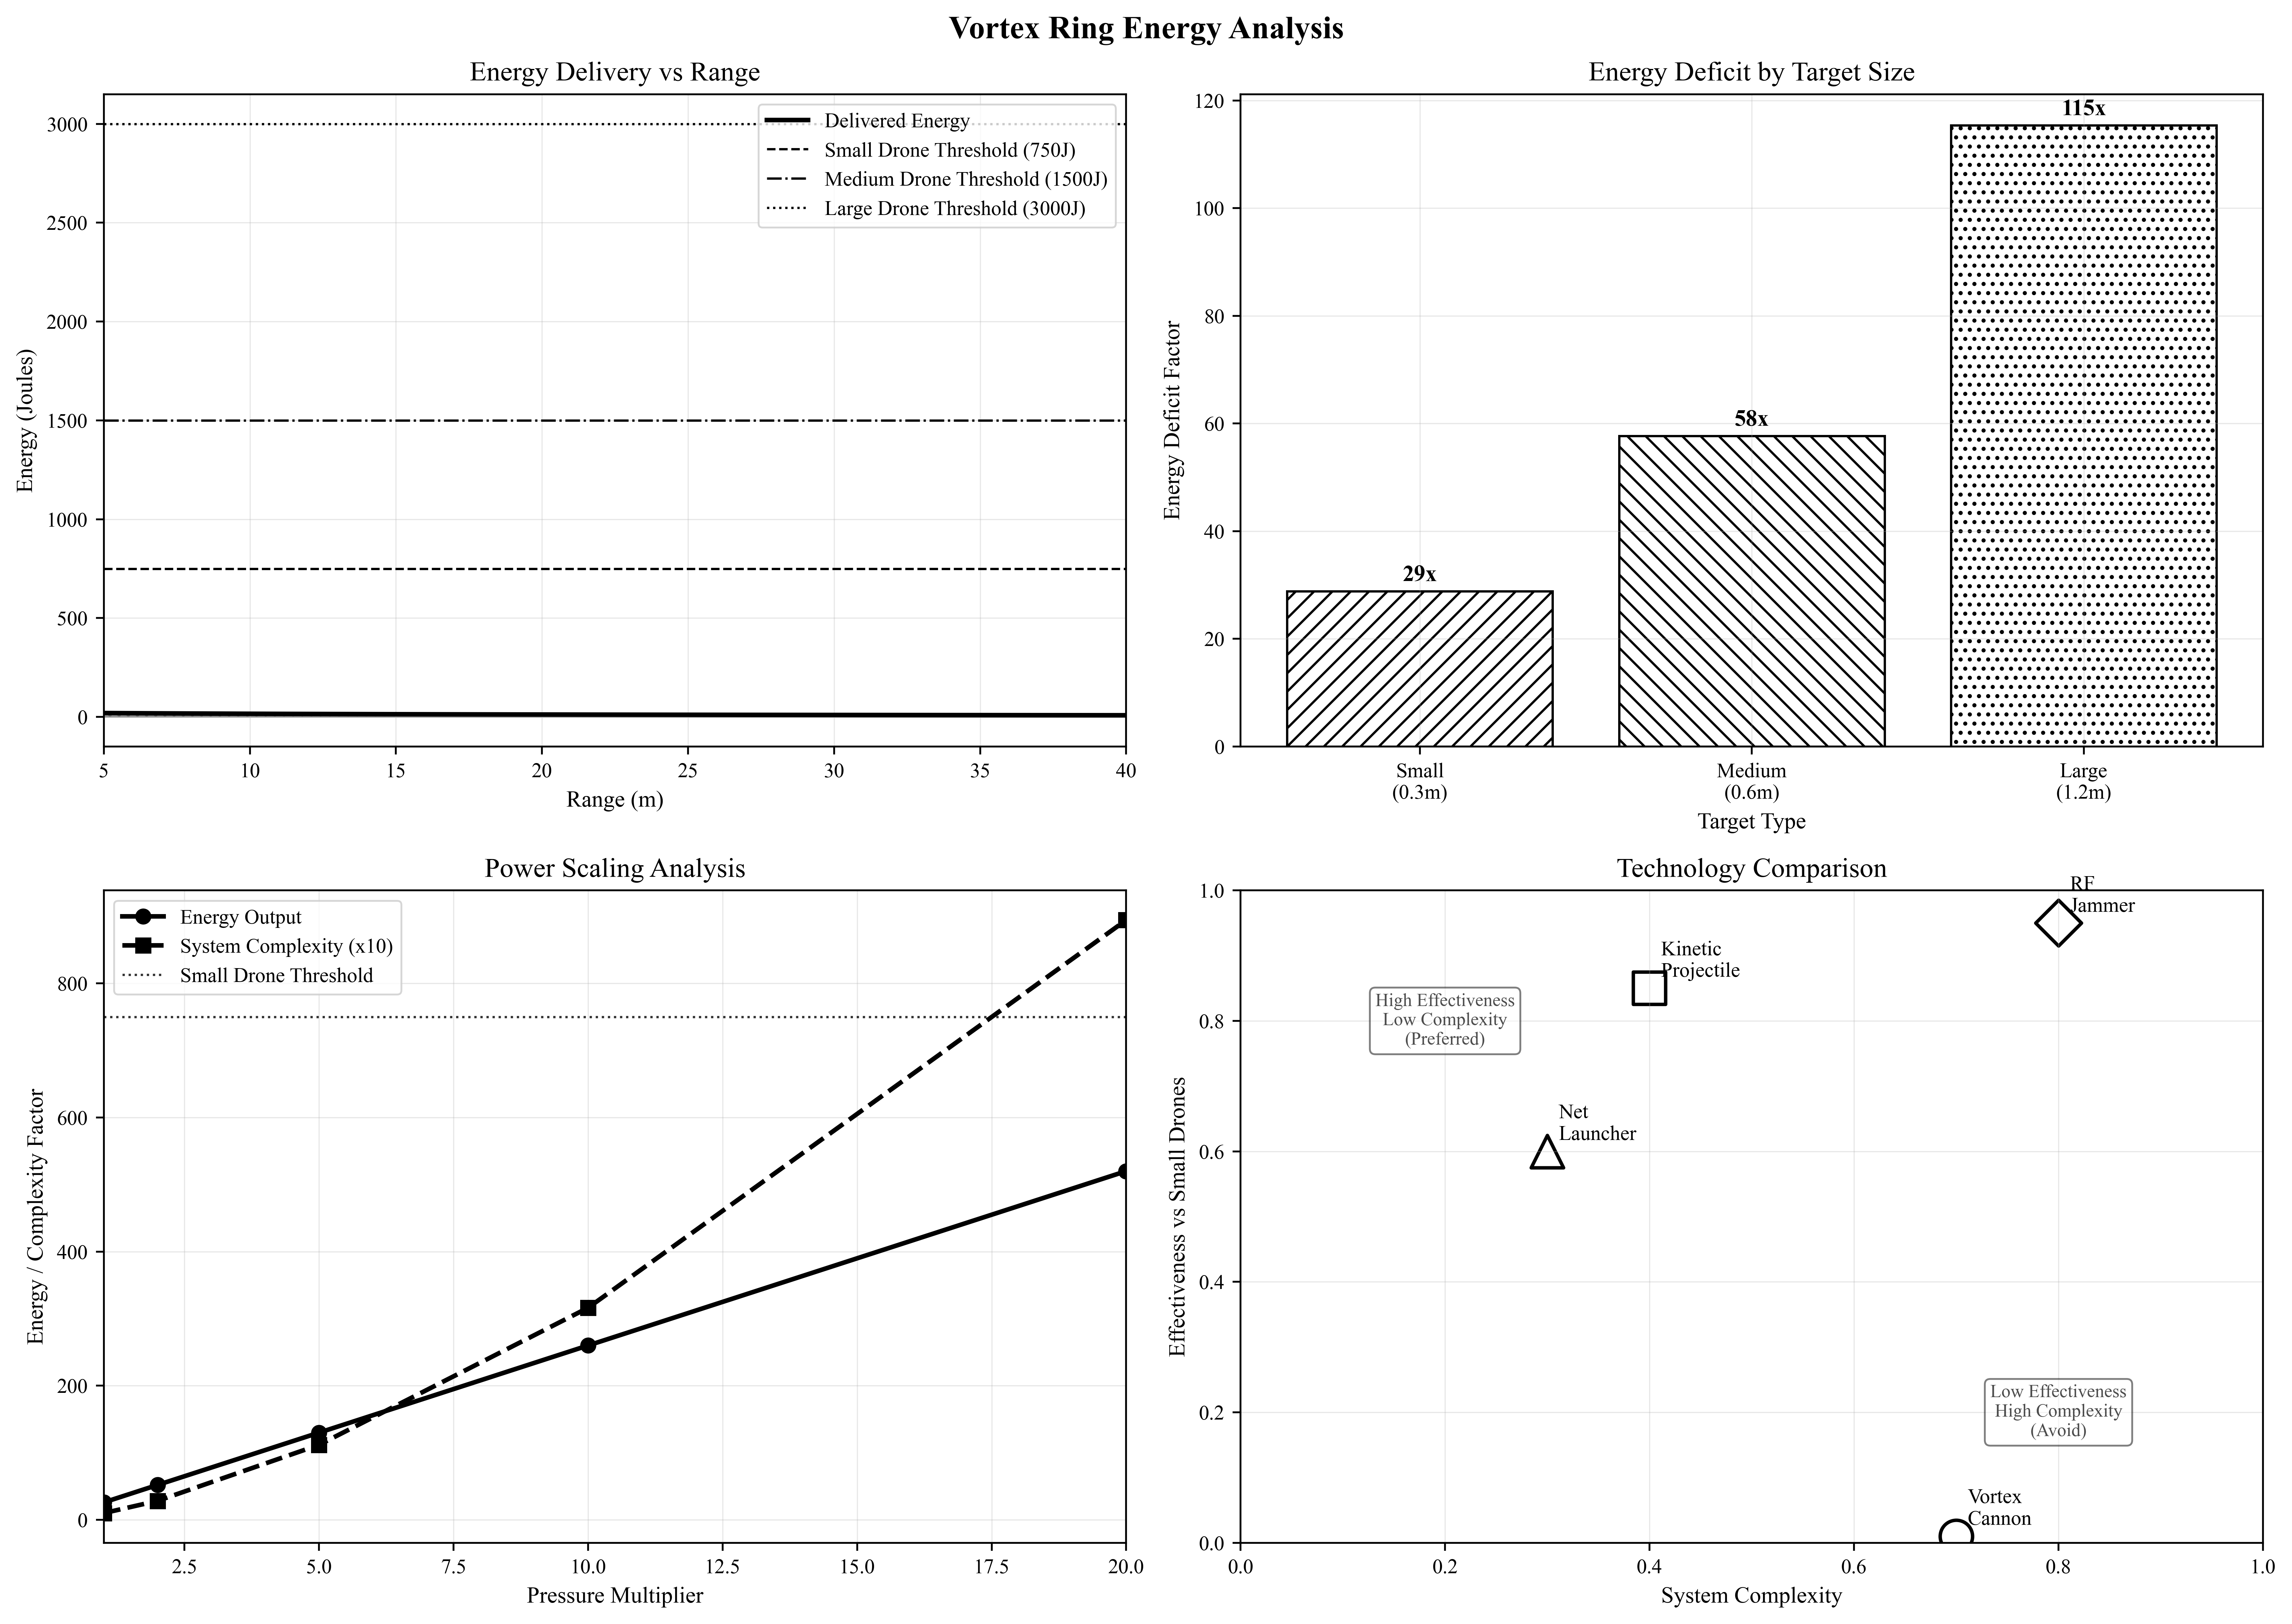 Vortex Ring Energy Analysis
Energy Delivery vs Range
Energy (Joules)
3000
2500
2000
1500
1000
500
0
Delivered Energy
Small Drone Threshold (750J)
Medium Drone Threshold (1500J)
Large Drone Threshold (3000J)
5 10 15 20 25 30 35 40
Range (m)
Energy Deficit by Target Size
Energy Deficit Factor
120
100
80
60
40
20
0
29x
58x
115x
Small
(0.3m)
Medium
(0.6m)
Large
(1.2m)
Target Type
Power Scaling Analysis
Energy / Complexity Factor
800
600
400
200
0
Energy Output
System Complexity (x10)
Small Drone Threshold
2.5 5.0 7.5 10.0 12.5 15.0 17.5 20.0
Pressure Multiplier
Technology Comparison
Effectiveness vs Small Drones
1.0
0.8
0.6
0.4
0.2
0.0
RF
Jammer
Kinetic
Projectile
High Effectiveness
Low Complexity
(Preferred)
Net
Launcher
Low Effectiveness
High Complexity
(Avoid)
Vortex
Cannon
0.0 0.2 0.4 0.6 0.8 1.0
System Complexity